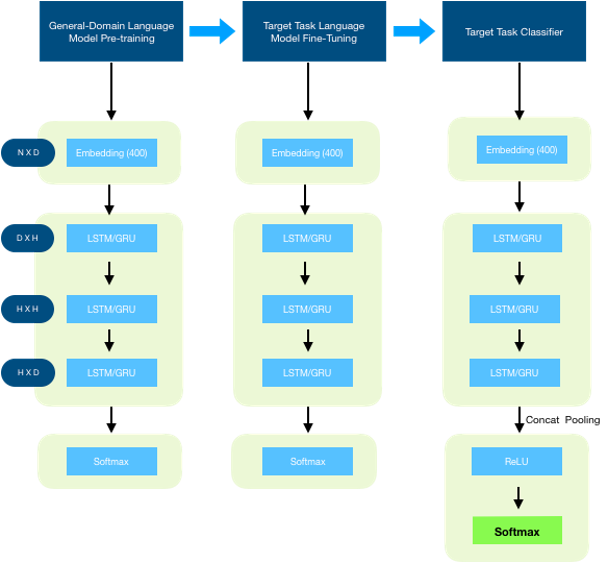 General-Domain Language
Model Pre-training
Target Task Language
Model Fine-Tuning
Target Task Classifier
N X D
Embedding (400)
Embedding (400)
Embedding (400)
D X H
LSTM/GRU
LSTM/GRU
LSTM/GRU
H X H
LSTM/GRU
LSTM/GRU
LSTM/GRU
H X D
LSTM/GRU
LSTM/GRU
LSTM/GRU
Concat Pooling
Softmax
Softmax
ReLU
Softmax